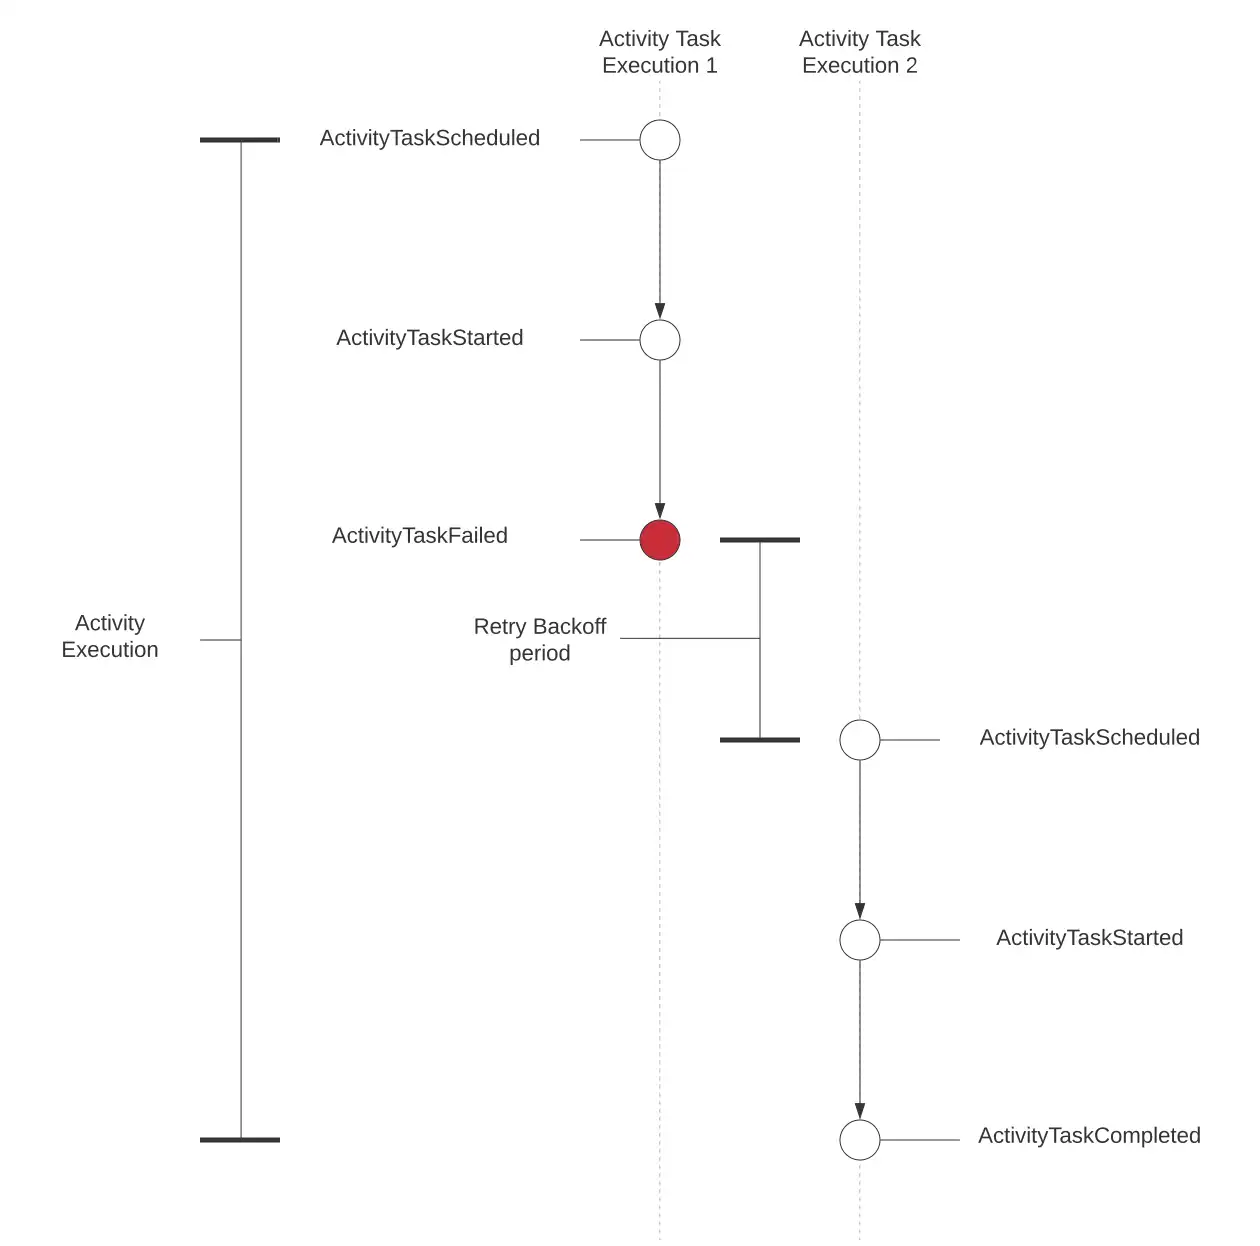 Activity Task
Execution 1
Activity Task
Execution 2
ActivityTaskScheduled
ActivityTaskStarted
ActivityTaskFailed
Activity
Execution
Retry Backoff
period
ActivityTaskScheduled
ActivityTaskStarted
ActivityTaskCompleted